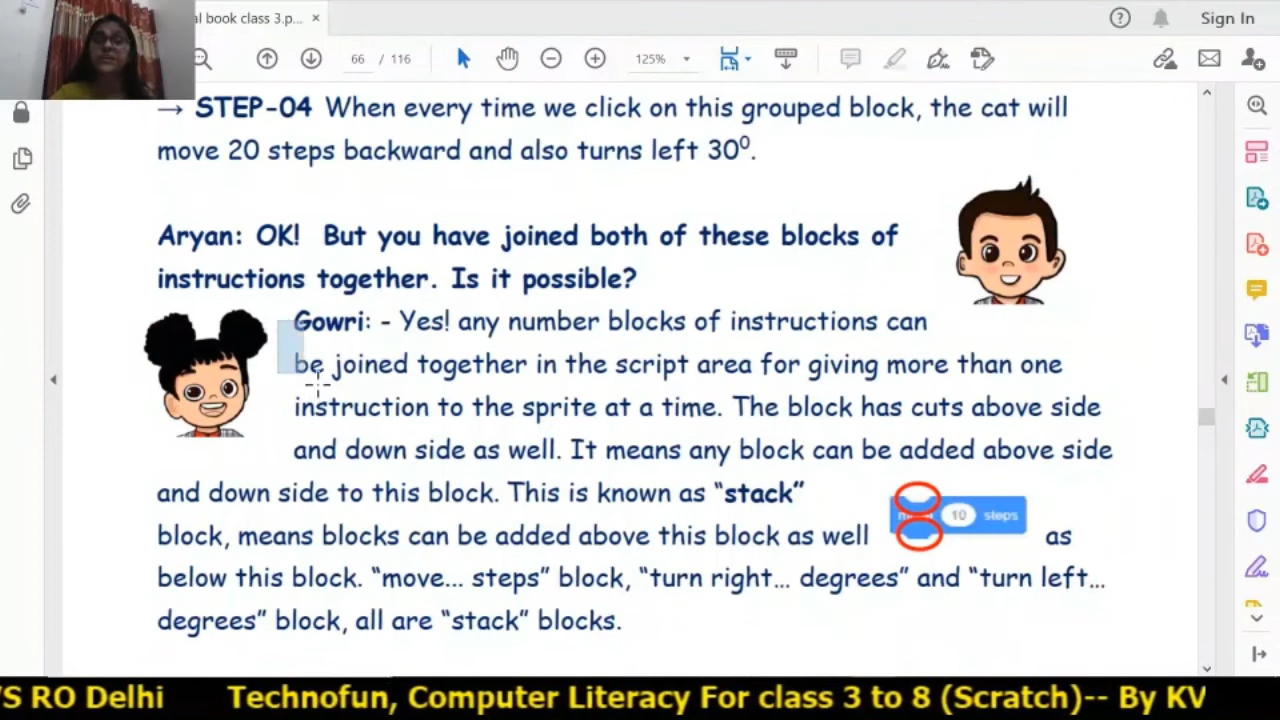 al book class 3.p... ×
Sign In
66 / 116
125%
→ STEP-04 When every time we click on this grouped block, the cat will
move 20 steps backward and also turns left 30⁰.
Aryan: OK! But you have joined both of these blocks of
instructions together. Is it possible?
Gowri: - Yes! any number blocks of instructions can
be joined together in the script area for giving more than one
instruction to the sprite at a time. The block has cuts above side
and down side as well. It means any block can be added above side
and down side to this block. This is known as “stack”
10 steps
block, means blocks can be added above this block as well as
below this block. “move... steps” block, “turn right... degrees” and “turn left...
degrees” block, all are “stack” blocks.
/S RO Delhi Technofun, Computer Literacy For class 3 to 8 (Scratch)-- By KV